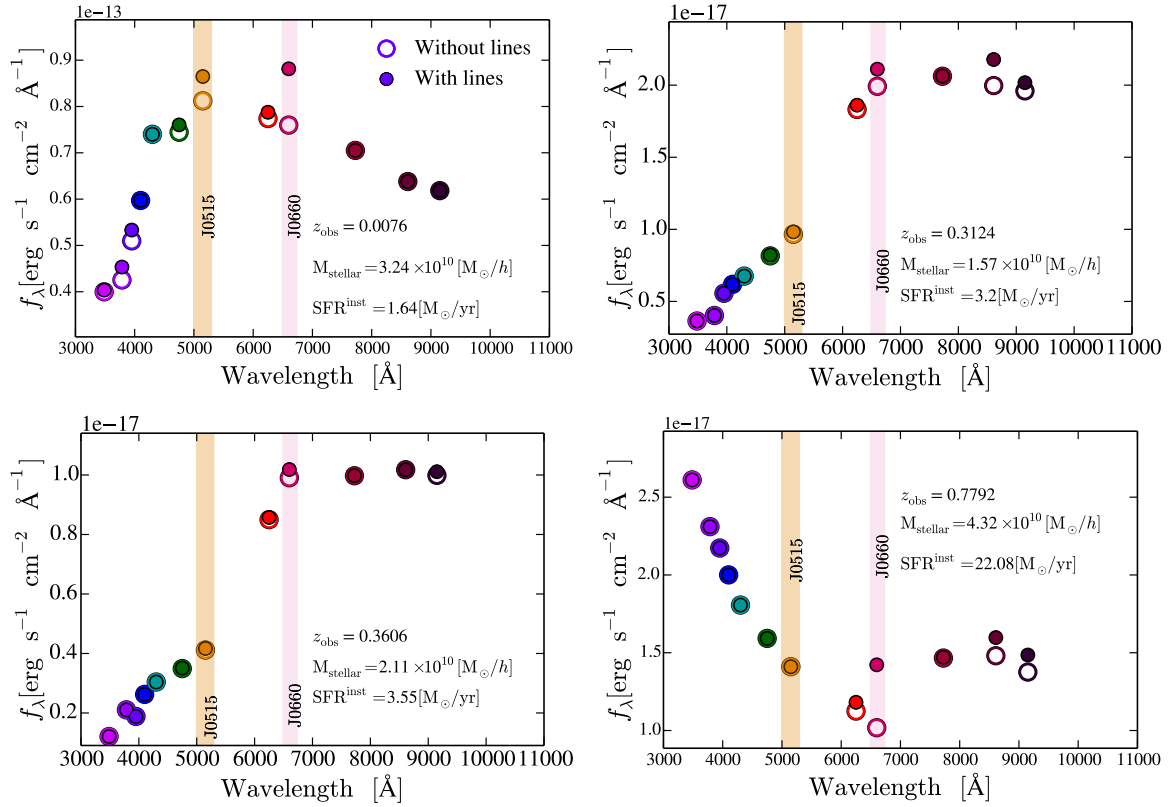 1e−13
0.9
0.8
0.7
0.6
0.5
0.4
f_λ[erg s⁻¹ cm⁻² Å⁻¹]
Without lines
With lines
J0515
J0660
z_obs = 0.0076
M_stellar = 3.24 ×10¹⁰ [M_⊙/h]
SFR^inst = 1.64[M_⊙/yr]
3000 4000 5000 6000 7000 8000 9000 10000 11000
Wavelength [Å]
1e−17
2.0
1.5
1.0
0.5
f_λ[erg s⁻¹ cm⁻² Å⁻¹]
J0515
J0660
z_obs = 0.3124
M_stellar = 1.57 ×10¹⁰ [M_⊙/h]
SFR^inst = 3.2[M_⊙/yr]
3000 4000 5000 6000 7000 8000 9000 10000 11000
Wavelength [Å]
1e−17
1.0
0.8
0.6
0.4
0.2
f_λ[erg s⁻¹ cm⁻² Å⁻¹]
J0515
J0660
z_obs = 0.3606
M_stellar = 2.11 ×10¹⁰ [M_⊙/h]
SFR^inst = 3.55[M_⊙/yr]
3000 4000 5000 6000 7000 8000 9000 10000 11000
Wavelength [Å]
1e−17
2.5
2.0
1.5
1.0
f_λ[erg s⁻¹ cm⁻² Å⁻¹]
J0515
J0660
z_obs = 0.7792
M_stellar = 4.32 ×10¹⁰ [M_⊙/h]
SFR^inst = 22.08[M_⊙/yr]
3000 4000 5000 6000 7000 8000 9000 10000 11000
Wavelength [Å]